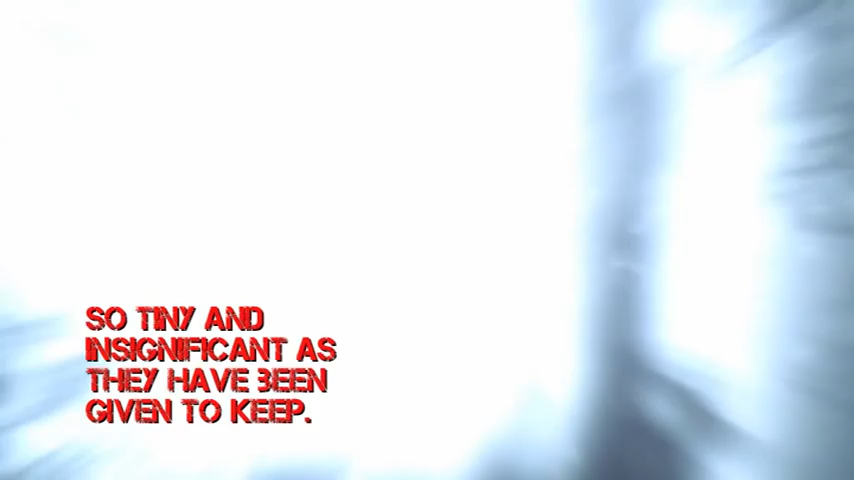 SO TINY AND
INSIGNIFICANT AS
THEY HAVE BEEN
GIVEN TO KEEP.